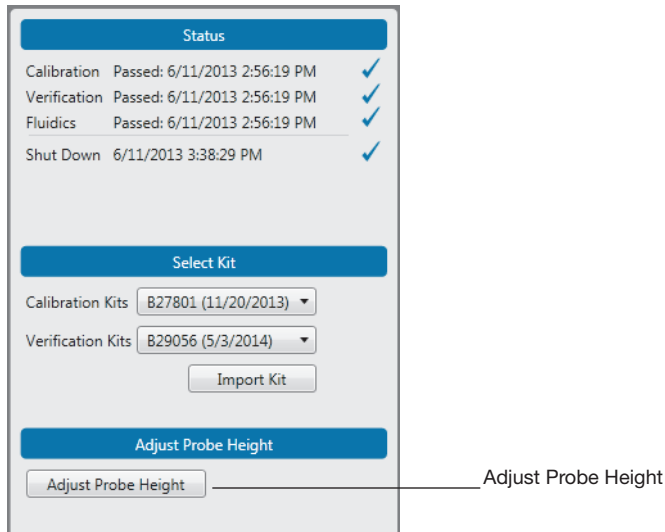 Status
Calibration Passed: 6/11/2013 2:56:19 PM
Verification Passed: 6/11/2013 2:56:19 PM
Fluidics Passed: 6/11/2013 2:56:19 PM
Shut Down 6/11/2013 3:38:29 PM
Select Kit
Calibration Kits B27801 (11/20/2013)
Verification Kits B29056 (5/3/2014)
Import Kit
Adjust Probe Height
Adjust Probe Height Adjust Probe Height